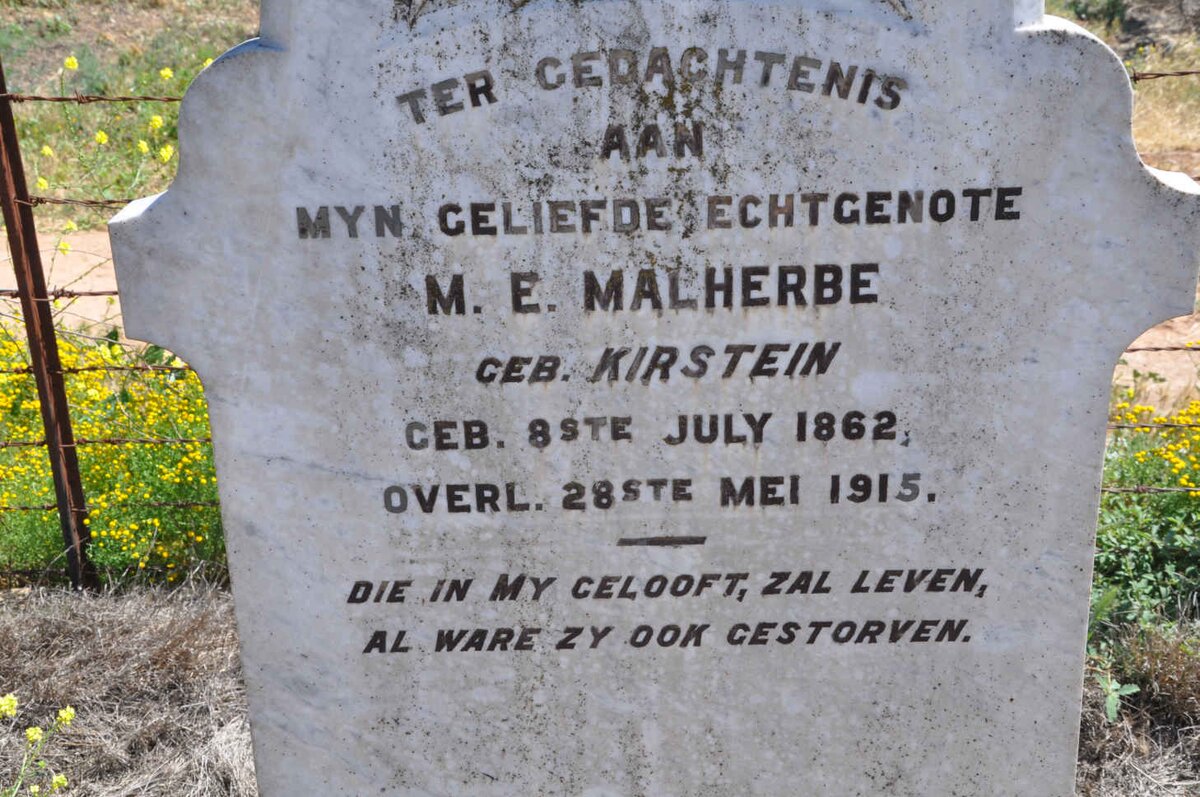 TER GEDACHTENIS
AAN
MYN GELIEFDE ECHTGENOTE
M. E. MALHERBE
GEB. KIRSTEIN
GEB. 8STE JULY 1862,
OVERL. 28STE MEI 1915.
DIE IN MY GELOOFT, ZAL LEVEN,
AL WARE ZY OOK GESTORVEN.